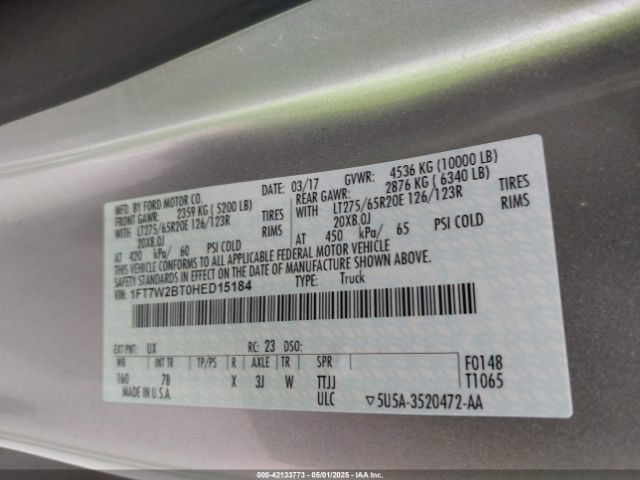 MFD. BY FORD MOTOR CO.
DATE: 03/17 GVWR: 4536 KG (10000 LB)
FRONT GAWR: 2359 KG (5200 LB) REAR GAWR: 2876 KG (6340 LB)
WITH LT275/65R20E 126/123R TIRES WITH LT275/65R20E 126/123R TIRES
20X8.0J RIMS 20X8.0J RIMS
AT 420 kPa/ 60 PSI COLD AT 450 kPa/ 65 PSI COLD
THIS VEHICLE CONFORMS TO ALL APPLICABLE FEDERAL MOTOR VEHICLE
SAFETY STANDARDS IN EFFECT ON THE DATE OF MANUFACTURE SHOWN ABOVE.
VIN: 1FT7W2BT0HED15184 TYPE: Truck
EXT PNT: UX RC: 23 DSO:
INT TR TP/PS R AXLE TR SPR F0148
160 7B X 3J W TTJJ T1065
MADE IN U.S.A. ULC ▽5U5A-3520472-AA
000-42133773 - 05/01/2025 - IAA Inc.